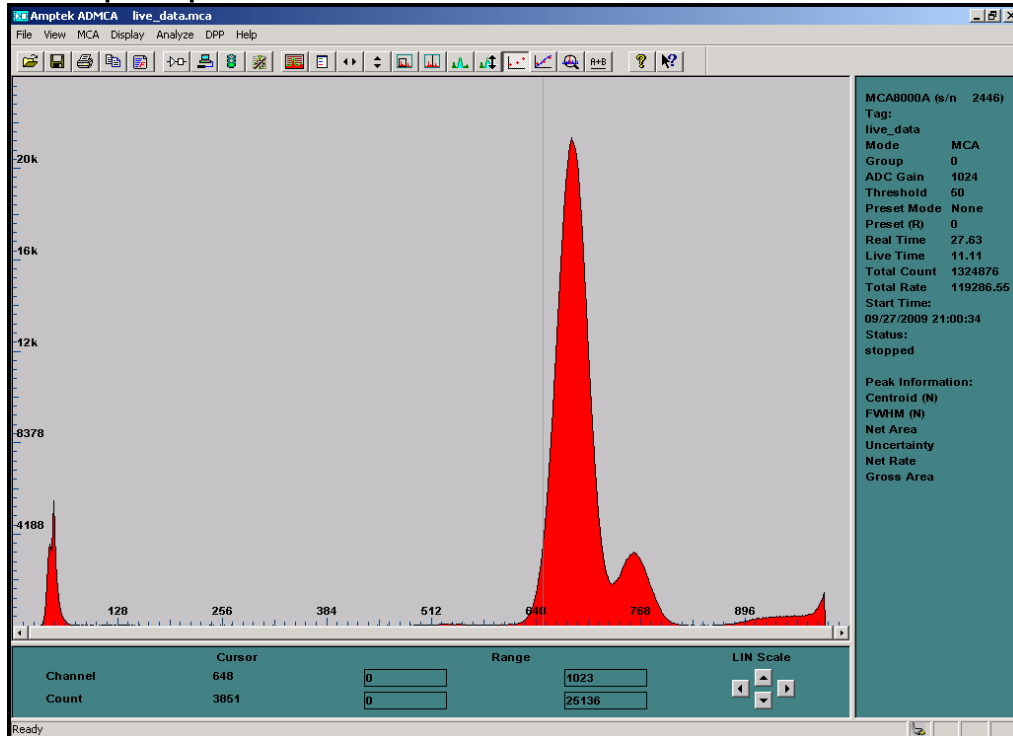 Amptek ADMCA live_data.mca
File View MCA Display Analyze DPP Help
A+B
MCA8000A (s/n 2446)
Tag:
live_data
Mode MCA
Group 0
ADC Gain 1024
Threshold 50
Preset Mode None
Preset (R) 0
Real Time 27.63
Live Time 11.11
Total Count 1324876
Total Rate 119286.55
Start Time:
09/27/2009 21:00:34
Status:
stopped
Peak Information:
Centroid (N)
FWHM (N)
Net Area
Uncertainty
Net Rate
Gross Area
20k
16k
12k
8378
4188
128 256 384 512 640 768 896
Cursor Range LIN Scale
Channel 648 0 1023
Count 3851 0 25136
Ready